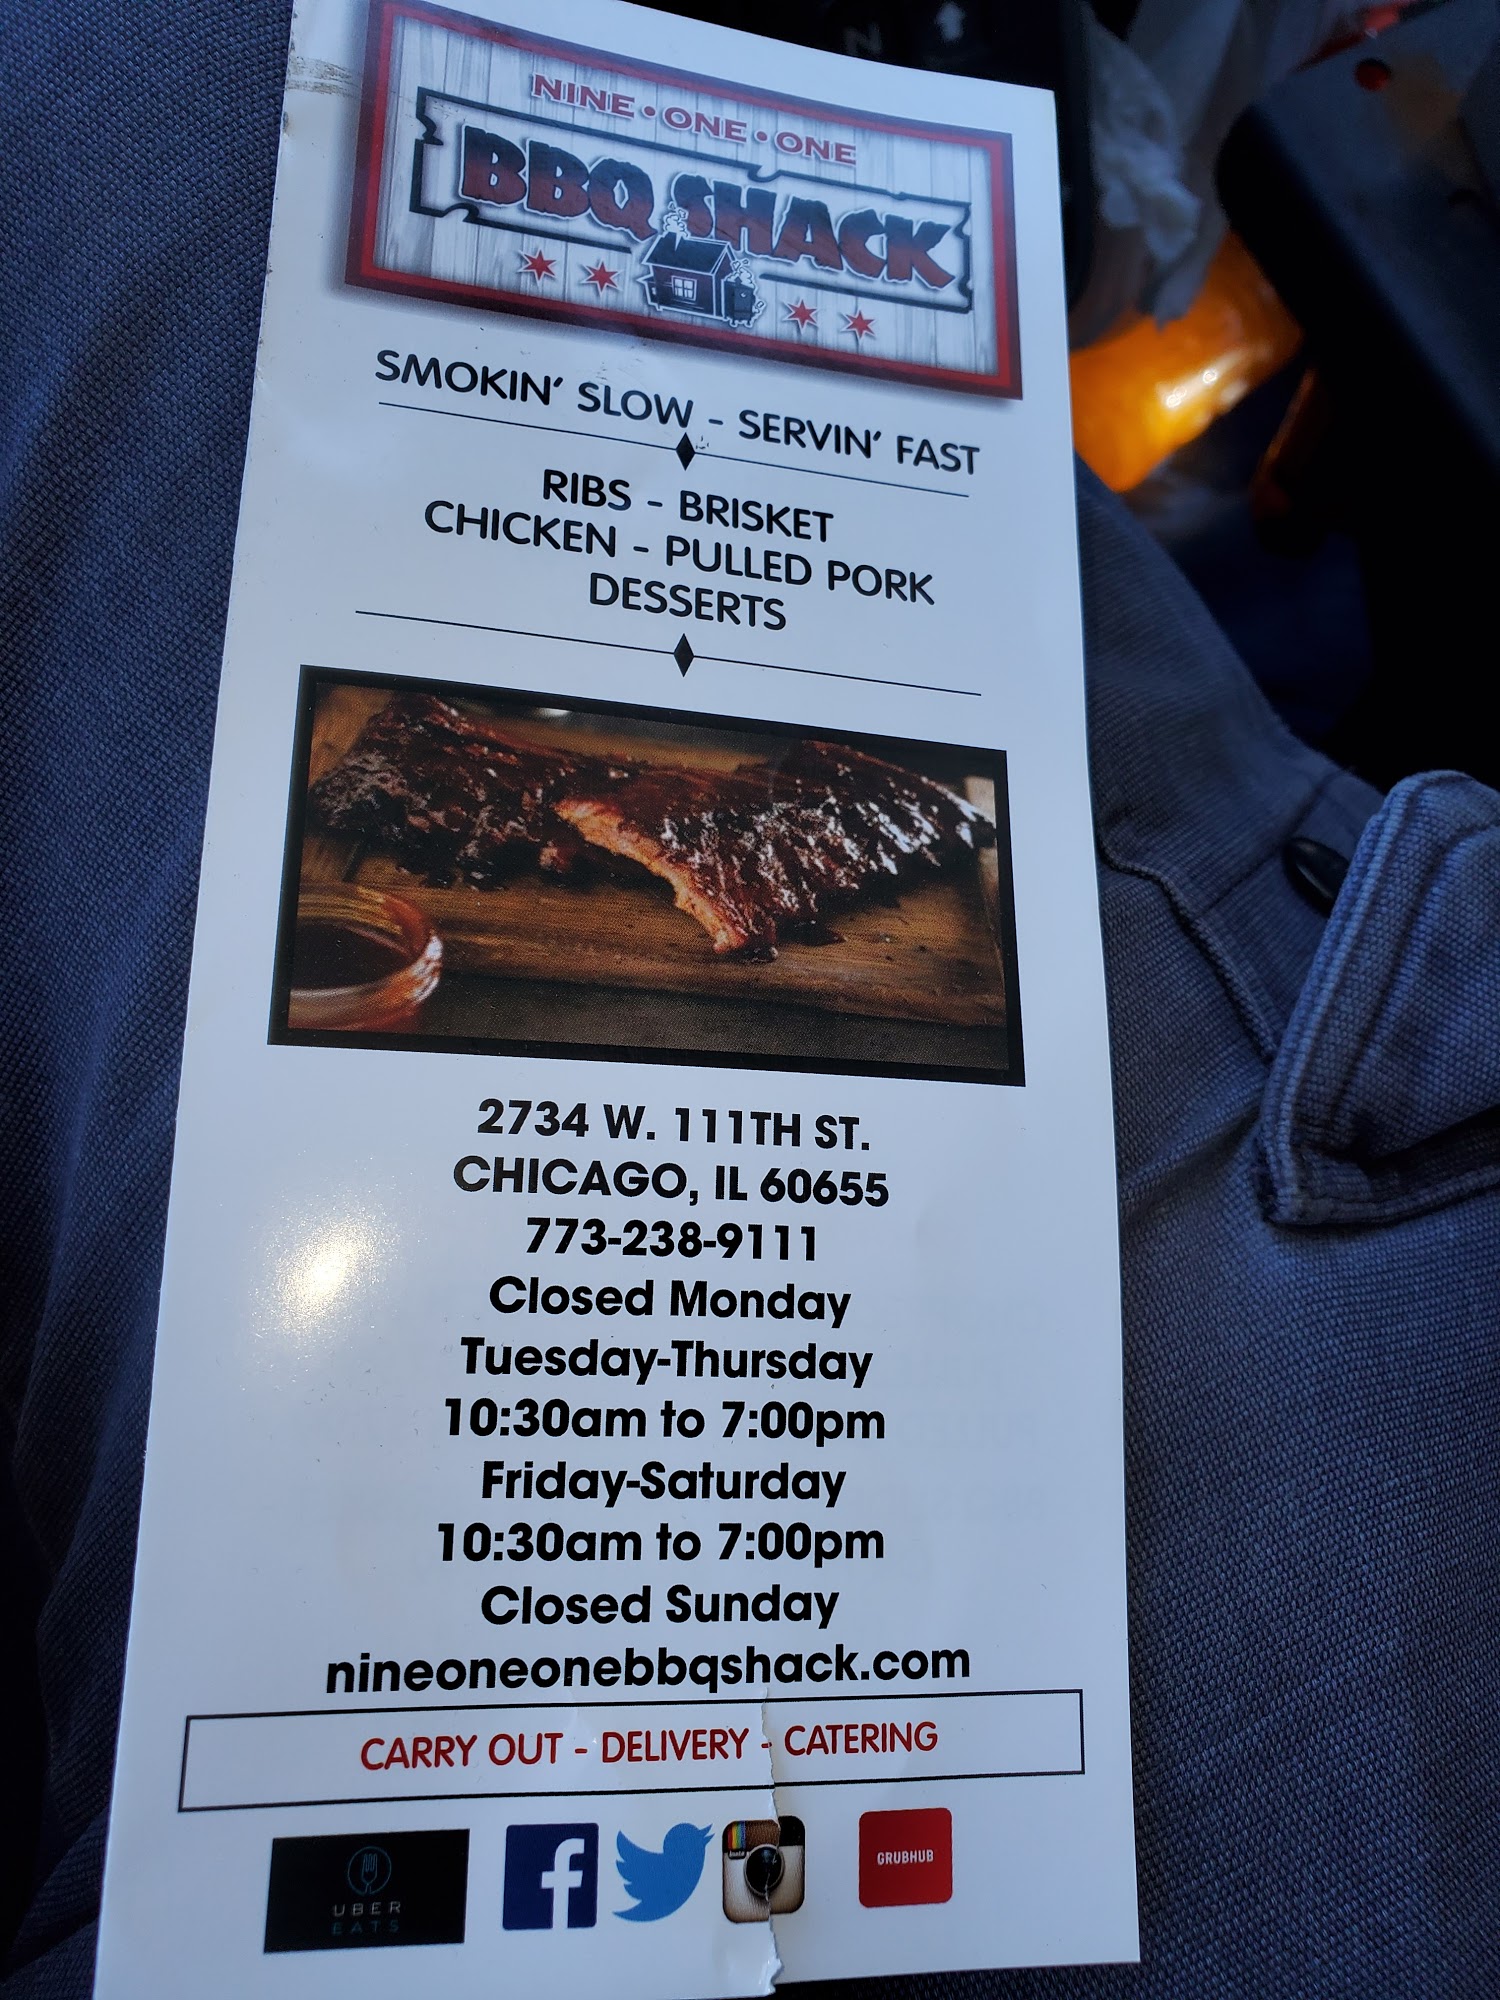 NINE • ONE • ONE
BBQ SHACK
SMOKIN' SLOW - SERVIN' FAST
RIBS - BRISKET
CHICKEN - PULLED PORK
DESSERTS
2734 W. 111TH ST.
CHICAGO, IL 60655
773-238-9111
Closed Monday
Tuesday-Thursday
10:30am to 7:00pm
Friday-Saturday
10:30am to 7:00pm
Closed Sunday
nineoneonebbqshack.com
CARRY OUT - DELIVERY - CATERING
UBER
EATS
f
Insta
GRUBHUB
N